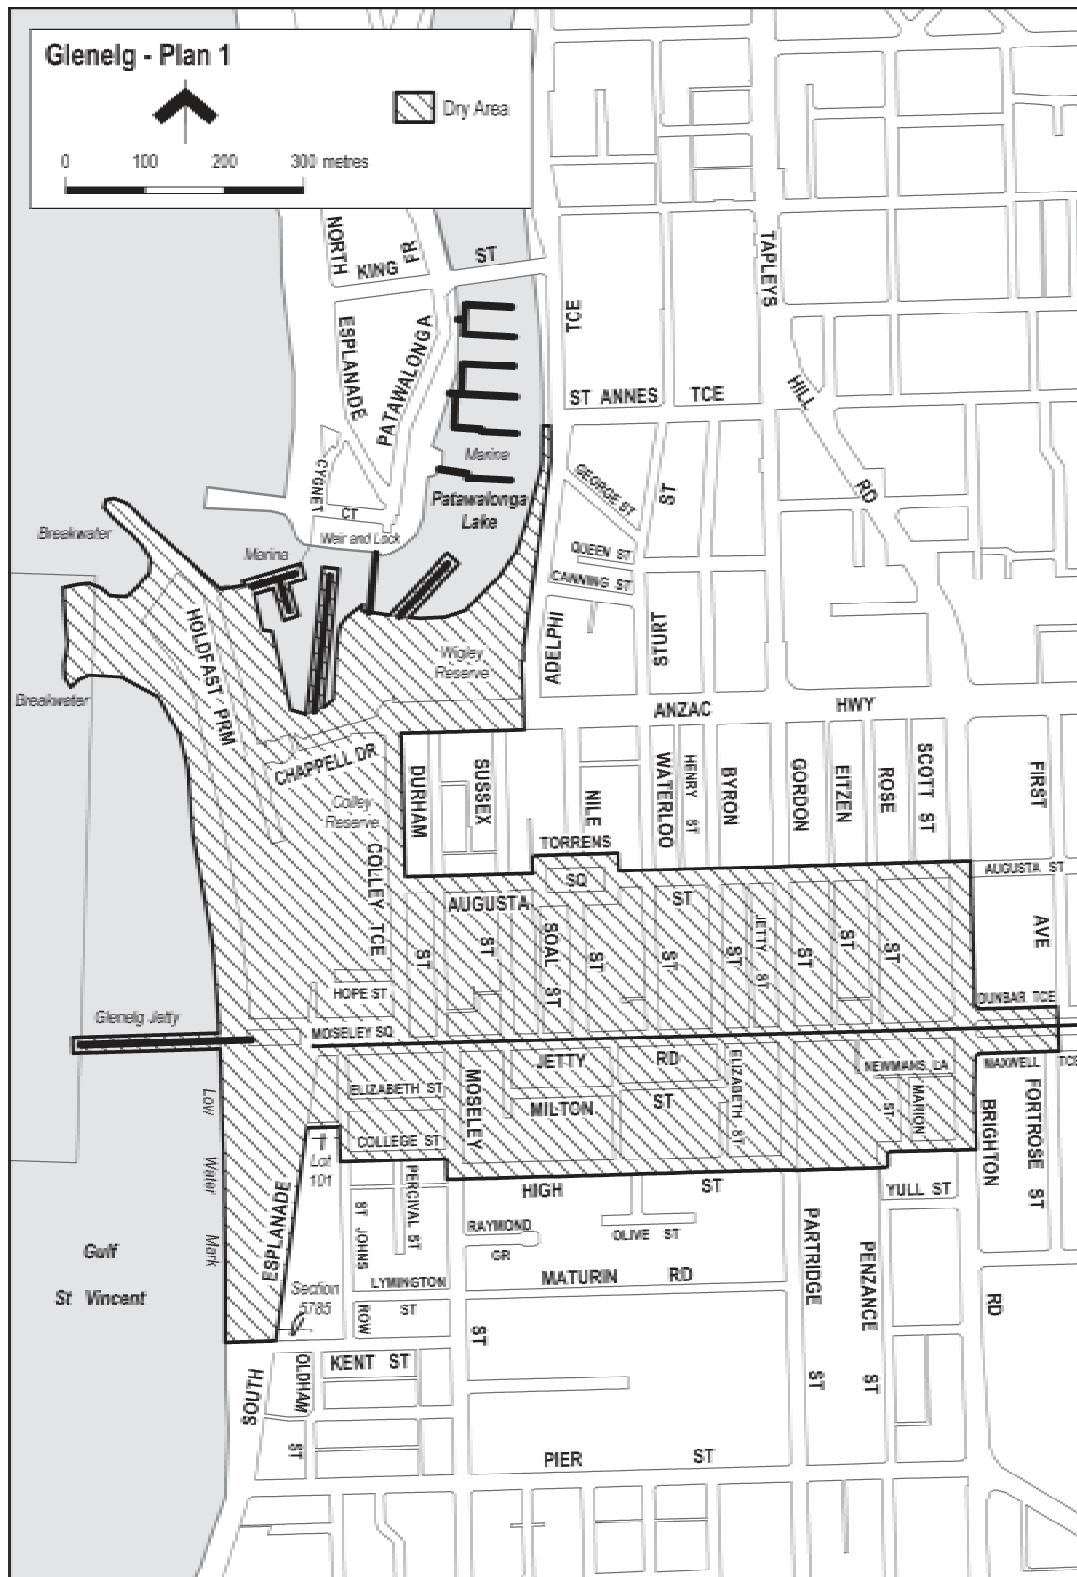 Glenelg - Plan 1
Dry Area
0 100 200 300 metres
NORTH
KING
FR
ST
TAPLEYS
TCE
ESPLANADE
PATAWALONGA
ST ANNES TCE
HILL
Marina
CYGNET
GEORGE ST
ST
RD
Patawalonga
Lake
CT
Breakwater
Weir and Lock
Marina
QUEEN ST
CANNING ST
HOLDFAST PRM
ADELPHI
STURT
Wigley
Reserve
Breakwater
ANZAC HWY
CHAPPELL DR
DURHAM
SUSSEX
NILE
WATERLOO
HENRY ST
BYRON
GORDON
EITZEN
ROSE
SCOTT ST
FIRST
Colley
Reserve
TORRENS
COLLEY TCE
AUGUSTA ST
SQ
AUGUSTA
ST
AVE
ST
ST
SOAL ST
ST
ST
ST
JETTY ST
ST
ST
ST
HOPE ST
DUNBAR TCE
Glenelg Jetty
MOSELEY SQ
JETTY RD
ELIZABETH ST
NEWMANS LA
MAXWELL TCE
ELIZABETH ST
MOSELEY
MILTON ST
ST
MARION
BRIGHTON
FORTROSE ST
Low
Water
Mark
COLLEGE ST
Lot
101
HIGH ST
YULL ST
ESPLANADE
ST JOHNS
PERCIVAL ST
RAYMOND
GR
OLIVE ST
PARTRIDGE
PENZANCE
Gulf
St Vincent
Section
5785
LYMINGTON
ST
MATURIN RD
ROW
RD
ST
KENT ST
SOUTH
OLDHAM
ST
ST
ST
PIER ST